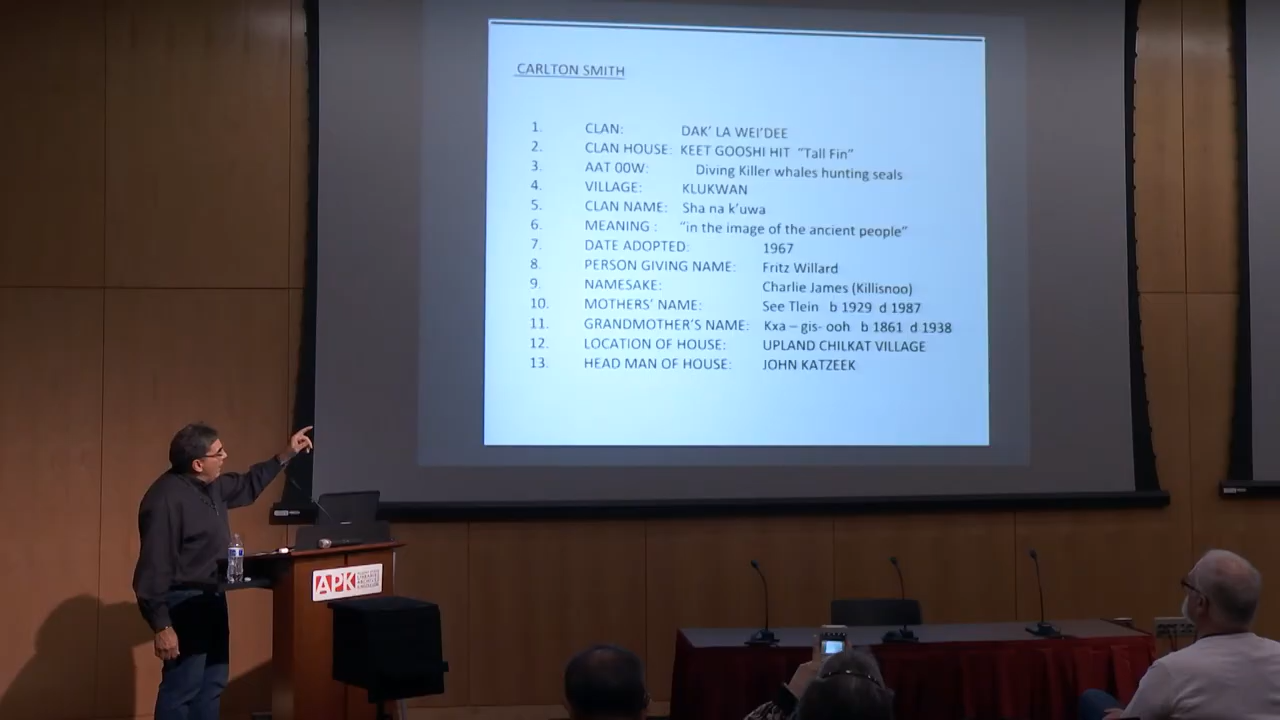 CARLTON SMITH
1. CLAN: DAK' LA WEI'DEE
2. CLAN HOUSE: KEET GOOSHI HIT "Tall Fin"
3. AAT 00W: Diving Killer whales hunting seals
4. VILLAGE: KLUKWAN
5. CLAN NAME: Sha na k'uwa
6. MEANING : "in the image of the ancient people"
7. DATE ADOPTED: 1967
8. PERSON GIVING NAME: Fritz Willard
9. NAMESAKE: Charlie James (Killisnoo)
10. MOTHERS' NAME: See Tlein b 1929 d 1987
11. GRANDMOTHER'S NAME: Kxa – gis- ooh b 1861 d 1938
12. LOCATION OF HOUSE: UPLAND CHILKAT VILLAGE
13. HEAD MAN OF HOUSE: JOHN KATZEEK
APK